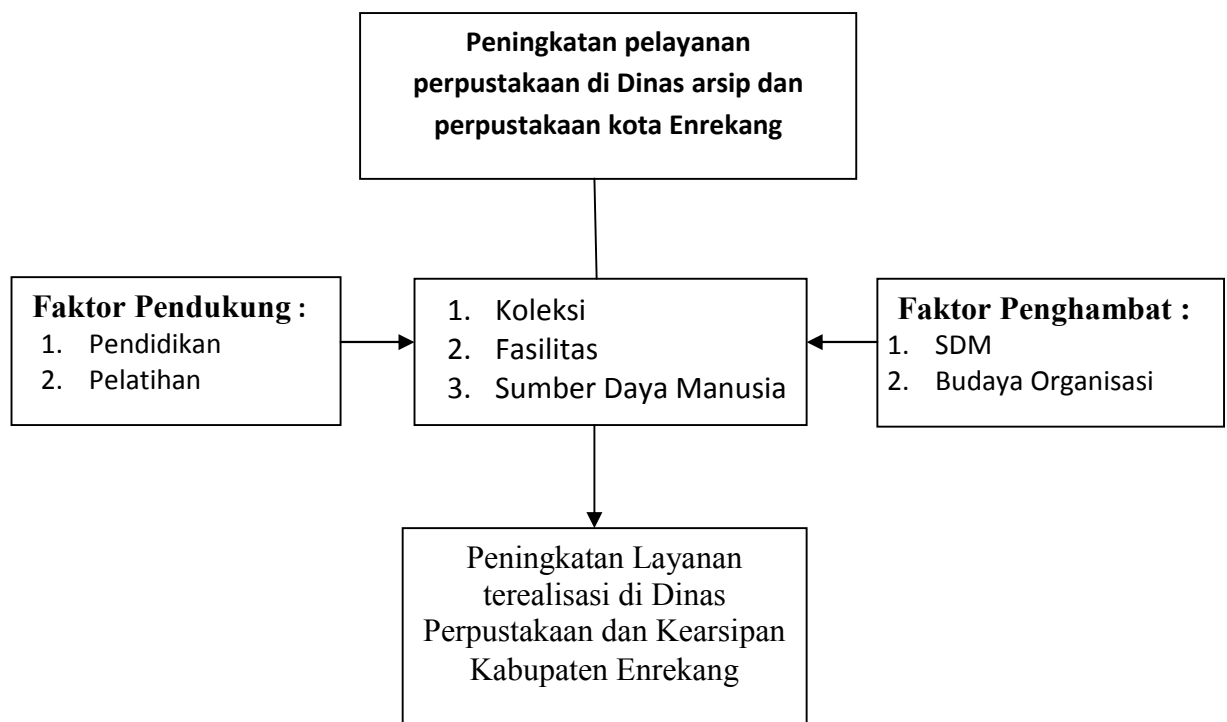 Peningkatan pelayanan
perpustakaan di Dinas arsip dan
perpustakaan kota Enrekang
Faktor Pendukung :
1. Pendidikan
2. Pelatihan
1. Koleksi
2. Fasilitas
3. Sumber Daya Manusia
Faktor Penghambat :
1. SDM
2. Budaya Organisasi
Peningkatan Layanan
terealisasi di Dinas
Perpustakaan dan Kearsipan
Kabupaten Enrekang